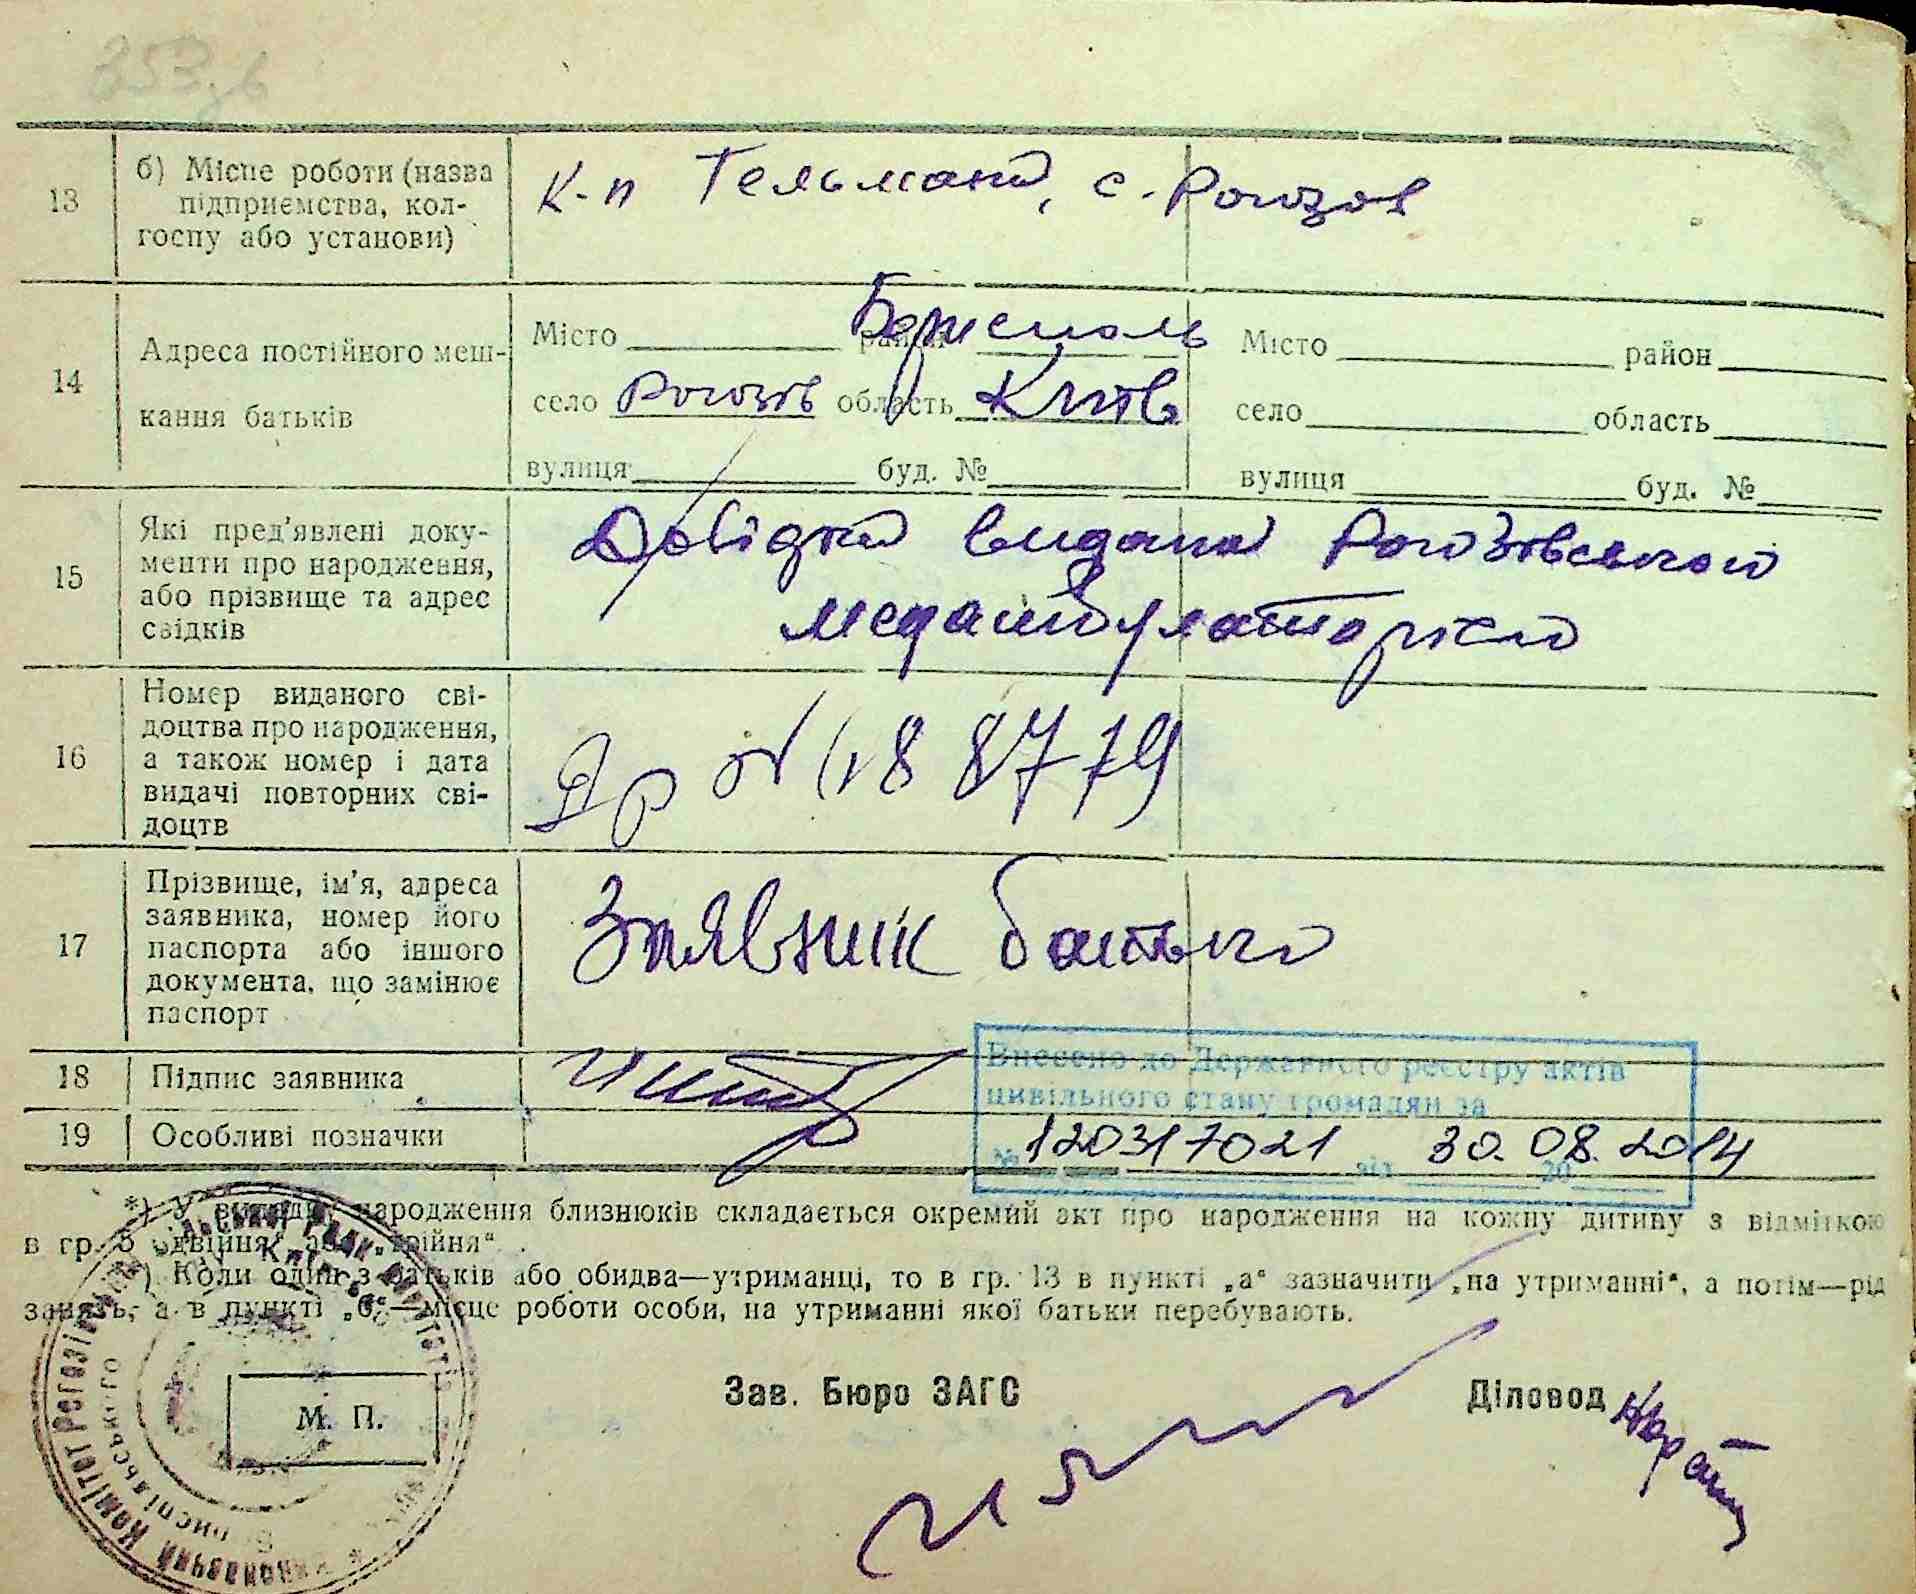 13 б) Місце роботи (назва
підприємства, кол-
госпу або установи)
К-п Тельмана, с. Рогозов
14 Адреса постійного меш-
кання батьків
Місто район Бориспіль
село Рогозів область Київ
вулиця буд. №
Місто район
село область
вулиця буд. №
15 Які пред'явлені доку-
менти про народження,
або прізвище та адрес
свідків
Довідка видана Рогозівською
медамбулаторією
16 Номер виданого сві-
доцтва про народження,
а також номер і дата
видачі повторних сві-
доцтв
17 Прізвище, ім'я, адреса
заявника, номер його
паспорта або іншого
документа, що замінює
паспорт
Заявник батько
18 Підпис заявника
19 Особливі позначки
Внесено до Державного реєстру актів
цивільного стану громадян за
№ 120317021 від 30.08.2014
*) У випадку народження близнюків складається окремий акт про народження на кожну дитину з відміткою
в гр. 5 „двійня" або „трійня".
) Коли один з батьків або обидва—утриманці, то в гр. 13 в пункті „а" зазначити „на утриманні", а потім—рід
занять, а в пункті „б"—місце роботи особи, на утриманні якої батьки перебувають.
М. П.
Зав. Бюро ЗАГС
Діловод